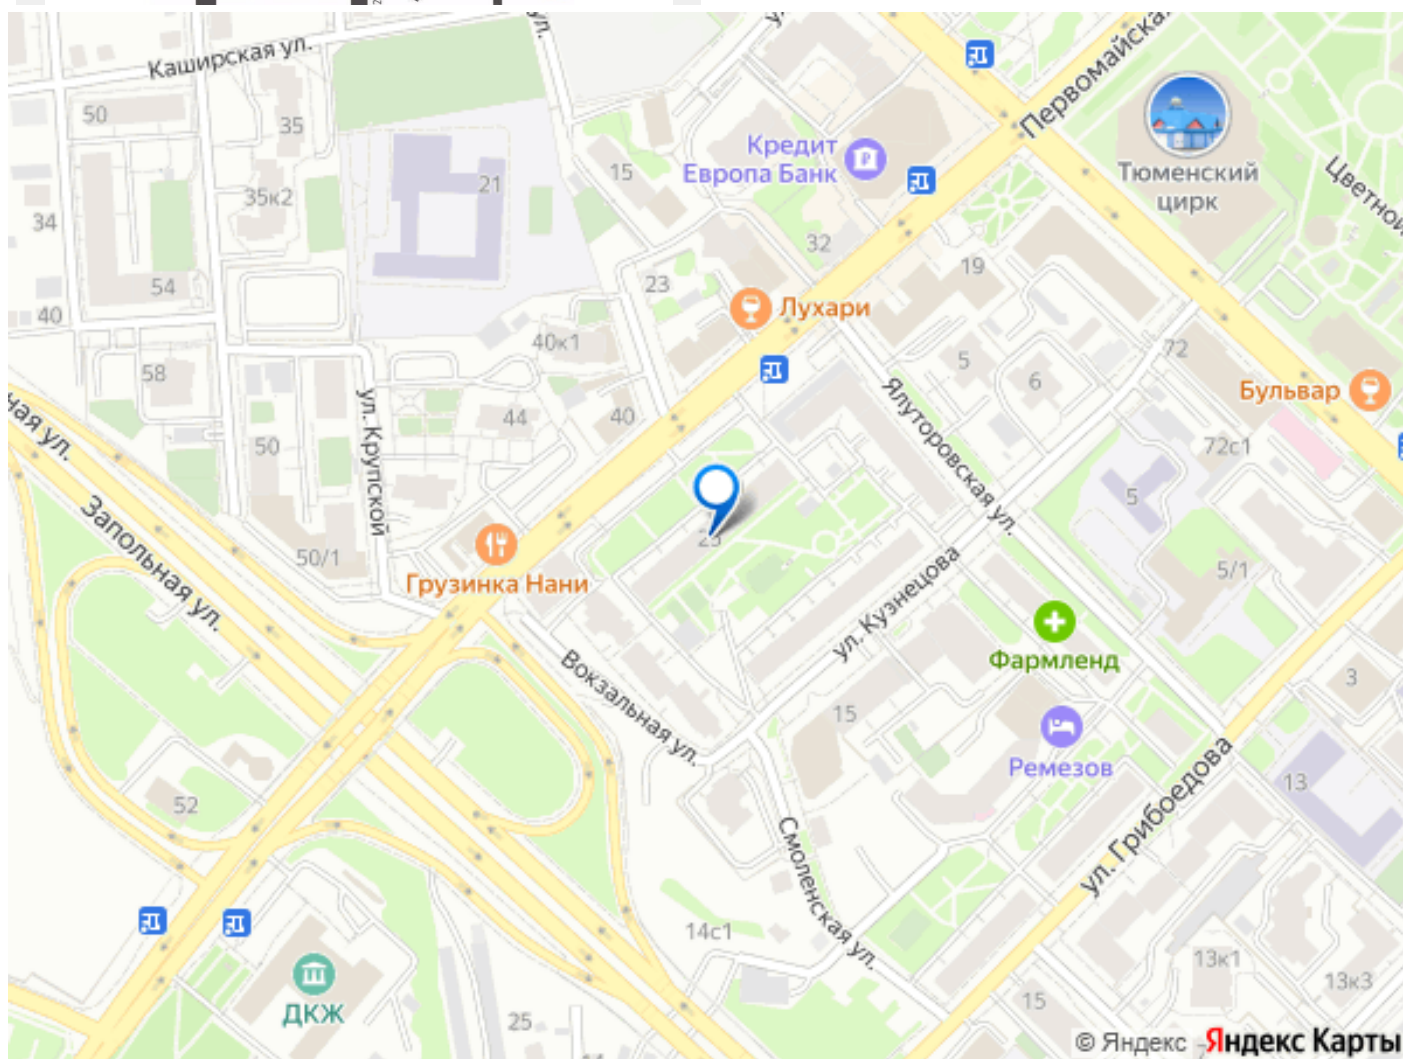 Каширская ул.
ул.
Первомайска
50
35
15
Кредит
Европа Банк
Тюменский
цирк
Цветной
21
35к2
34
32
19
54
23
40
Лухари
40к1
72
58
5
6
Бульвар
ул. Крупской
44
40
Ялуторовская ул.
ная ул.
50
72с1
5
Запольная ул.
50/1
Грузинка Нани
ул. Кузнецова
5/1
Фармленд
Вокзальная ул.
3
15
Ремезов
ул. Грибоедова
13
52
Смоленская ул.
14с1
13к1
13к3
ДКЖ
25
15
© Яндекс
Яндекс Карты